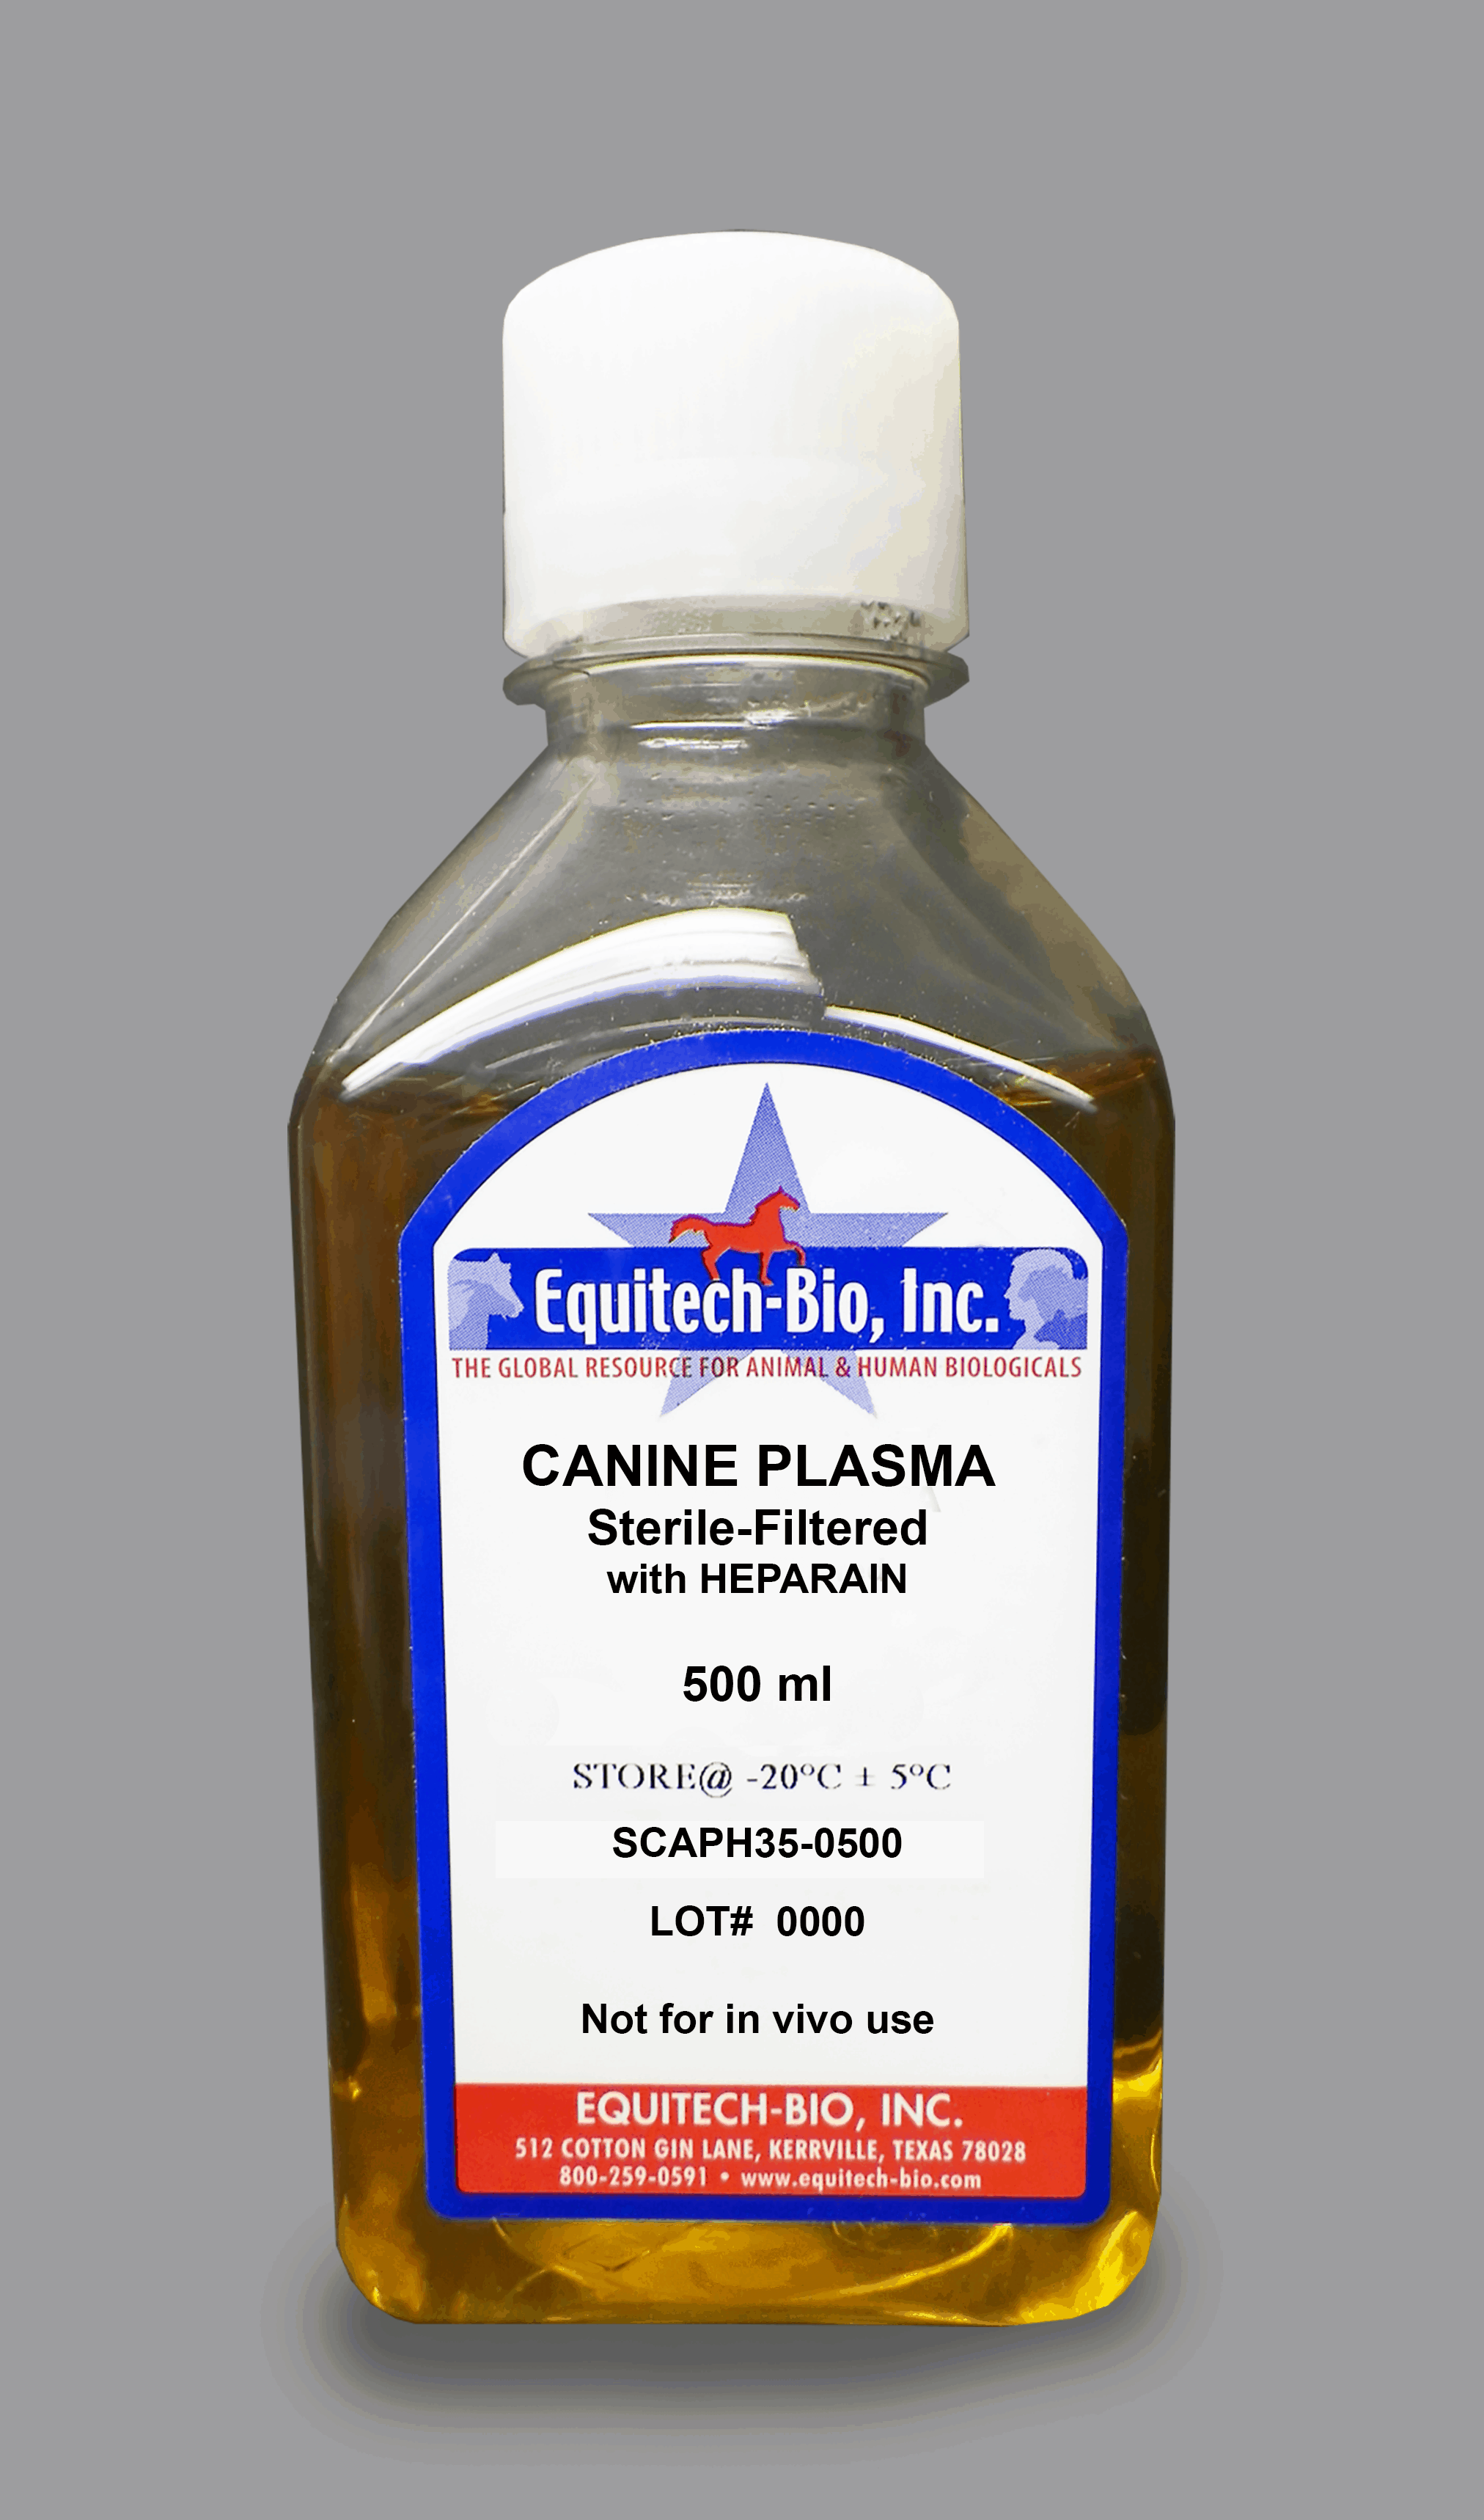 Equitech-Bio, Inc.
THE GLOBAL RESOURCE FOR ANIMAL & HUMAN BIOLOGICALS
CANINE PLASMA
Sterile-Filtered
with HEPARAIN
500 ml
STORE@ -20°C ± 5°C
SCAPH35-0500
LOT# 0000
Not for in vivo use
EQUITECH-BIO, INC.
512 COTTON GIN LANE, KERRVILLE, TEXAS 78028
800-259-0591 • www.equitech-bio.com